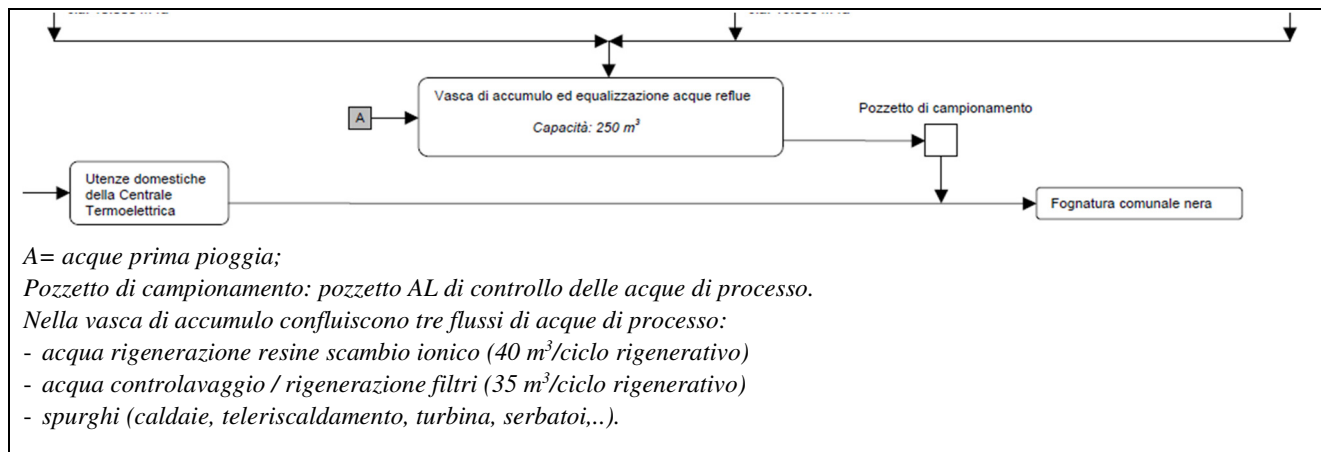 Vasca di accumulo ed equalizzazione acque reflue
Capacità: 250 m³
A
Pozzetto di campionamento
Utenze domestiche
della Centrale
Termoelettrica
Fognatura comunale nera
A= acque prima pioggia;
Pozzetto di campionamento: pozzetto AL di controllo delle acque di processo.
Nella vasca di accumulo confluiscono tre flussi di acque di processo:
- acqua rigenerazione resine scambio ionico (40 m³/ciclo rigenerativo)
- acqua controlavaggio / rigenerazione filtri (35 m³/ciclo rigenerativo)
- spurghi (caldaie, teleriscaldamento, turbina, serbatoi,..).